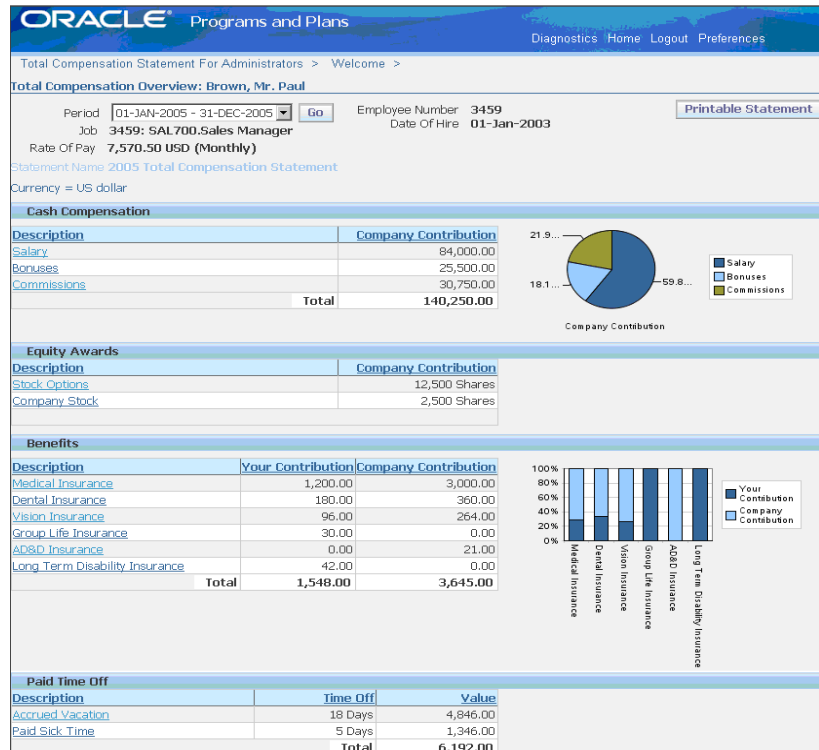 ORACLE Programs and Plans
Diagnostics Home Logout Preferences
Total Compensation Statement For Administrators > Welcome >
Total Compensation Overview: Brown, Mr. Paul
Period 01-JAN-2005 - 31-DEC-2005 Go Employee Number 3459 Printable Statement
Job 3459: SAL700.Sales Manager Date Of Hire 01-Jan-2003
Rate Of Pay 7,570.50 USD (Monthly)
Statement Name 2005 Total Compensation Statement
Currency = US dollar
Cash Compensation
Description Company Contribution
Salary 84,000.00
Bonuses 25,500.00
Commissions 30,750.00
Total 140,250.00
21.9...
18.1...
59.8...
Salary
Bonuses
Commissions
Company Contribution
Equity Awards
Description Company Contribution
Stock Options 12,500 Shares
Company Stock 2,500 Shares
Benefits
Description Your Contribution Company Contribution
Medical Insurance 1,200.00 3,000.00
Dental Insurance 180.00 360.00
Vision Insurance 96.00 264.00
Group Life Insurance 30.00 0.00
AD&D Insurance 0.00 21.00
Long Term Disability Insurance 42.00 0.00
Total 1,548.00 3,645.00
100%
80%
60%
40%
20%
0%
Medical Insurance
Dental Insurance
Vision Insurance
Group Life Insurance
AD&D Insurance
Long Term Disability Insurance
Your
Contribution
Company
Contribution
Paid Time Off
Description Time Off Value
Accrued Vacation 18 Days 4,846.00
Paid Sick Time 5 Days 1,346.00
Total 6,192.00